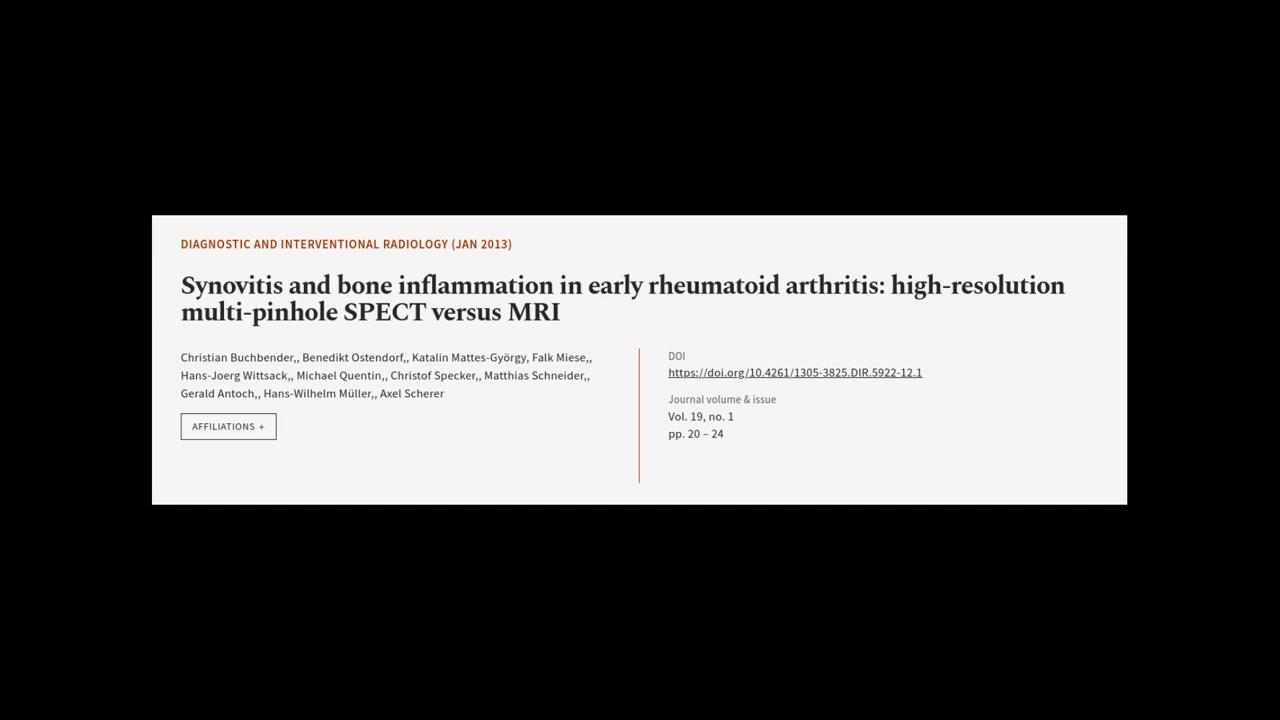 DIAGNOSTIC AND INTERVENTIONAL RADIOLOGY (JAN 2013)
Synovitis and bone inflammation in early rheumatoid arthritis: high-resolution
multi-pinhole SPECT versus MRI
Christian Buchbender,, Benedikt Ostendorf,, Katalin Mattes-György, Falk Miese,,
Hans-Joerg Wittsack,, Michael Quentin,, Christof Specker,, Matthias Schneider,,
Gerald Antoch,, Hans-Wilhelm Müller,, Axel Scherer
AFFILIATIONS +
DOI
https://doi.org/10.4261/1305-3825.DIR.5922-12.1
Journal volume & issue
Vol. 19, no. 1
pp. 20 – 24